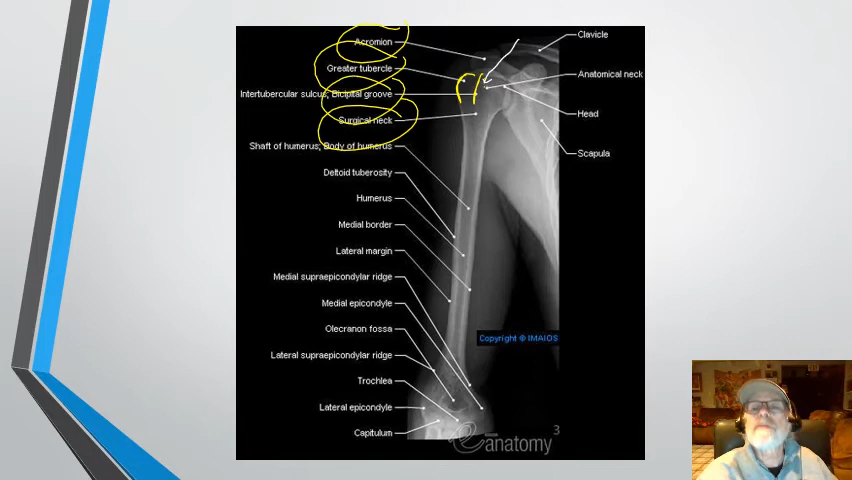 Acromion
Greater tubercle
Intertubercular sulcus; Bicipital groove
Surgical neck
Shaft of humerus; Body of humerus
Deltoid tuberosity
Humerus
Medial border
Lateral margin
Medial supraepicondylar ridge
Medial epicondyle
Olecranon fossa
Lateral supraepicondylar ridge
Trochlea
Lateral epicondyle
Capitulum
Clavicle
Anatomical neck
Head
Scapula
Copyright © IMAIOS
3
e-anatomy